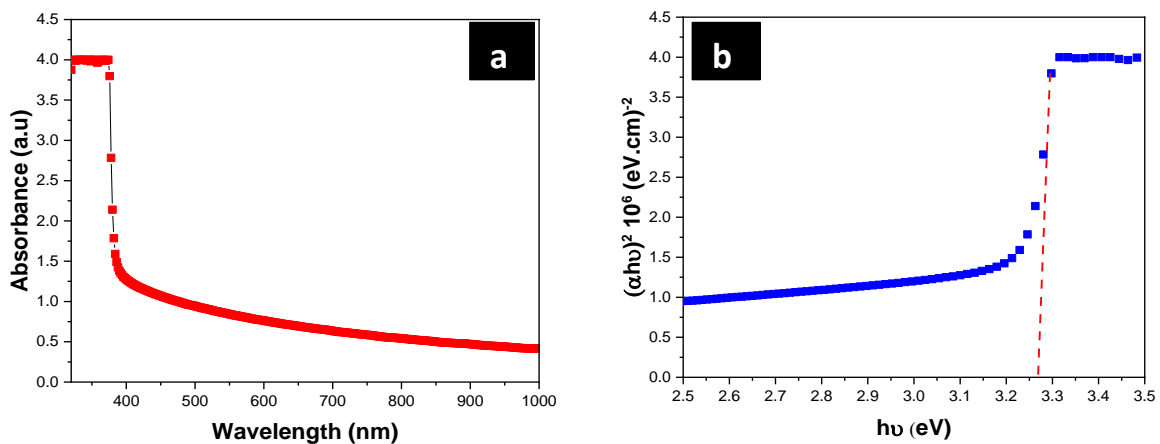 a
4.5
4.0
3.5
3.0
2.5
2.0
1.5
1.0
0.5
0.0
Absorbance (a.u)
400 500 600 700 800 900 1000
Wavelength (nm)
b
4.5
4.0
3.5
3.0
2.5
2.0
1.5
1.0
0.5
0.0
(αhυ)² 10⁶ (eV.cm)⁻²
2.5 2.6 2.7 2.8 2.9 3.0 3.1 3.2 3.3 3.4 3.5
hυ (eV)